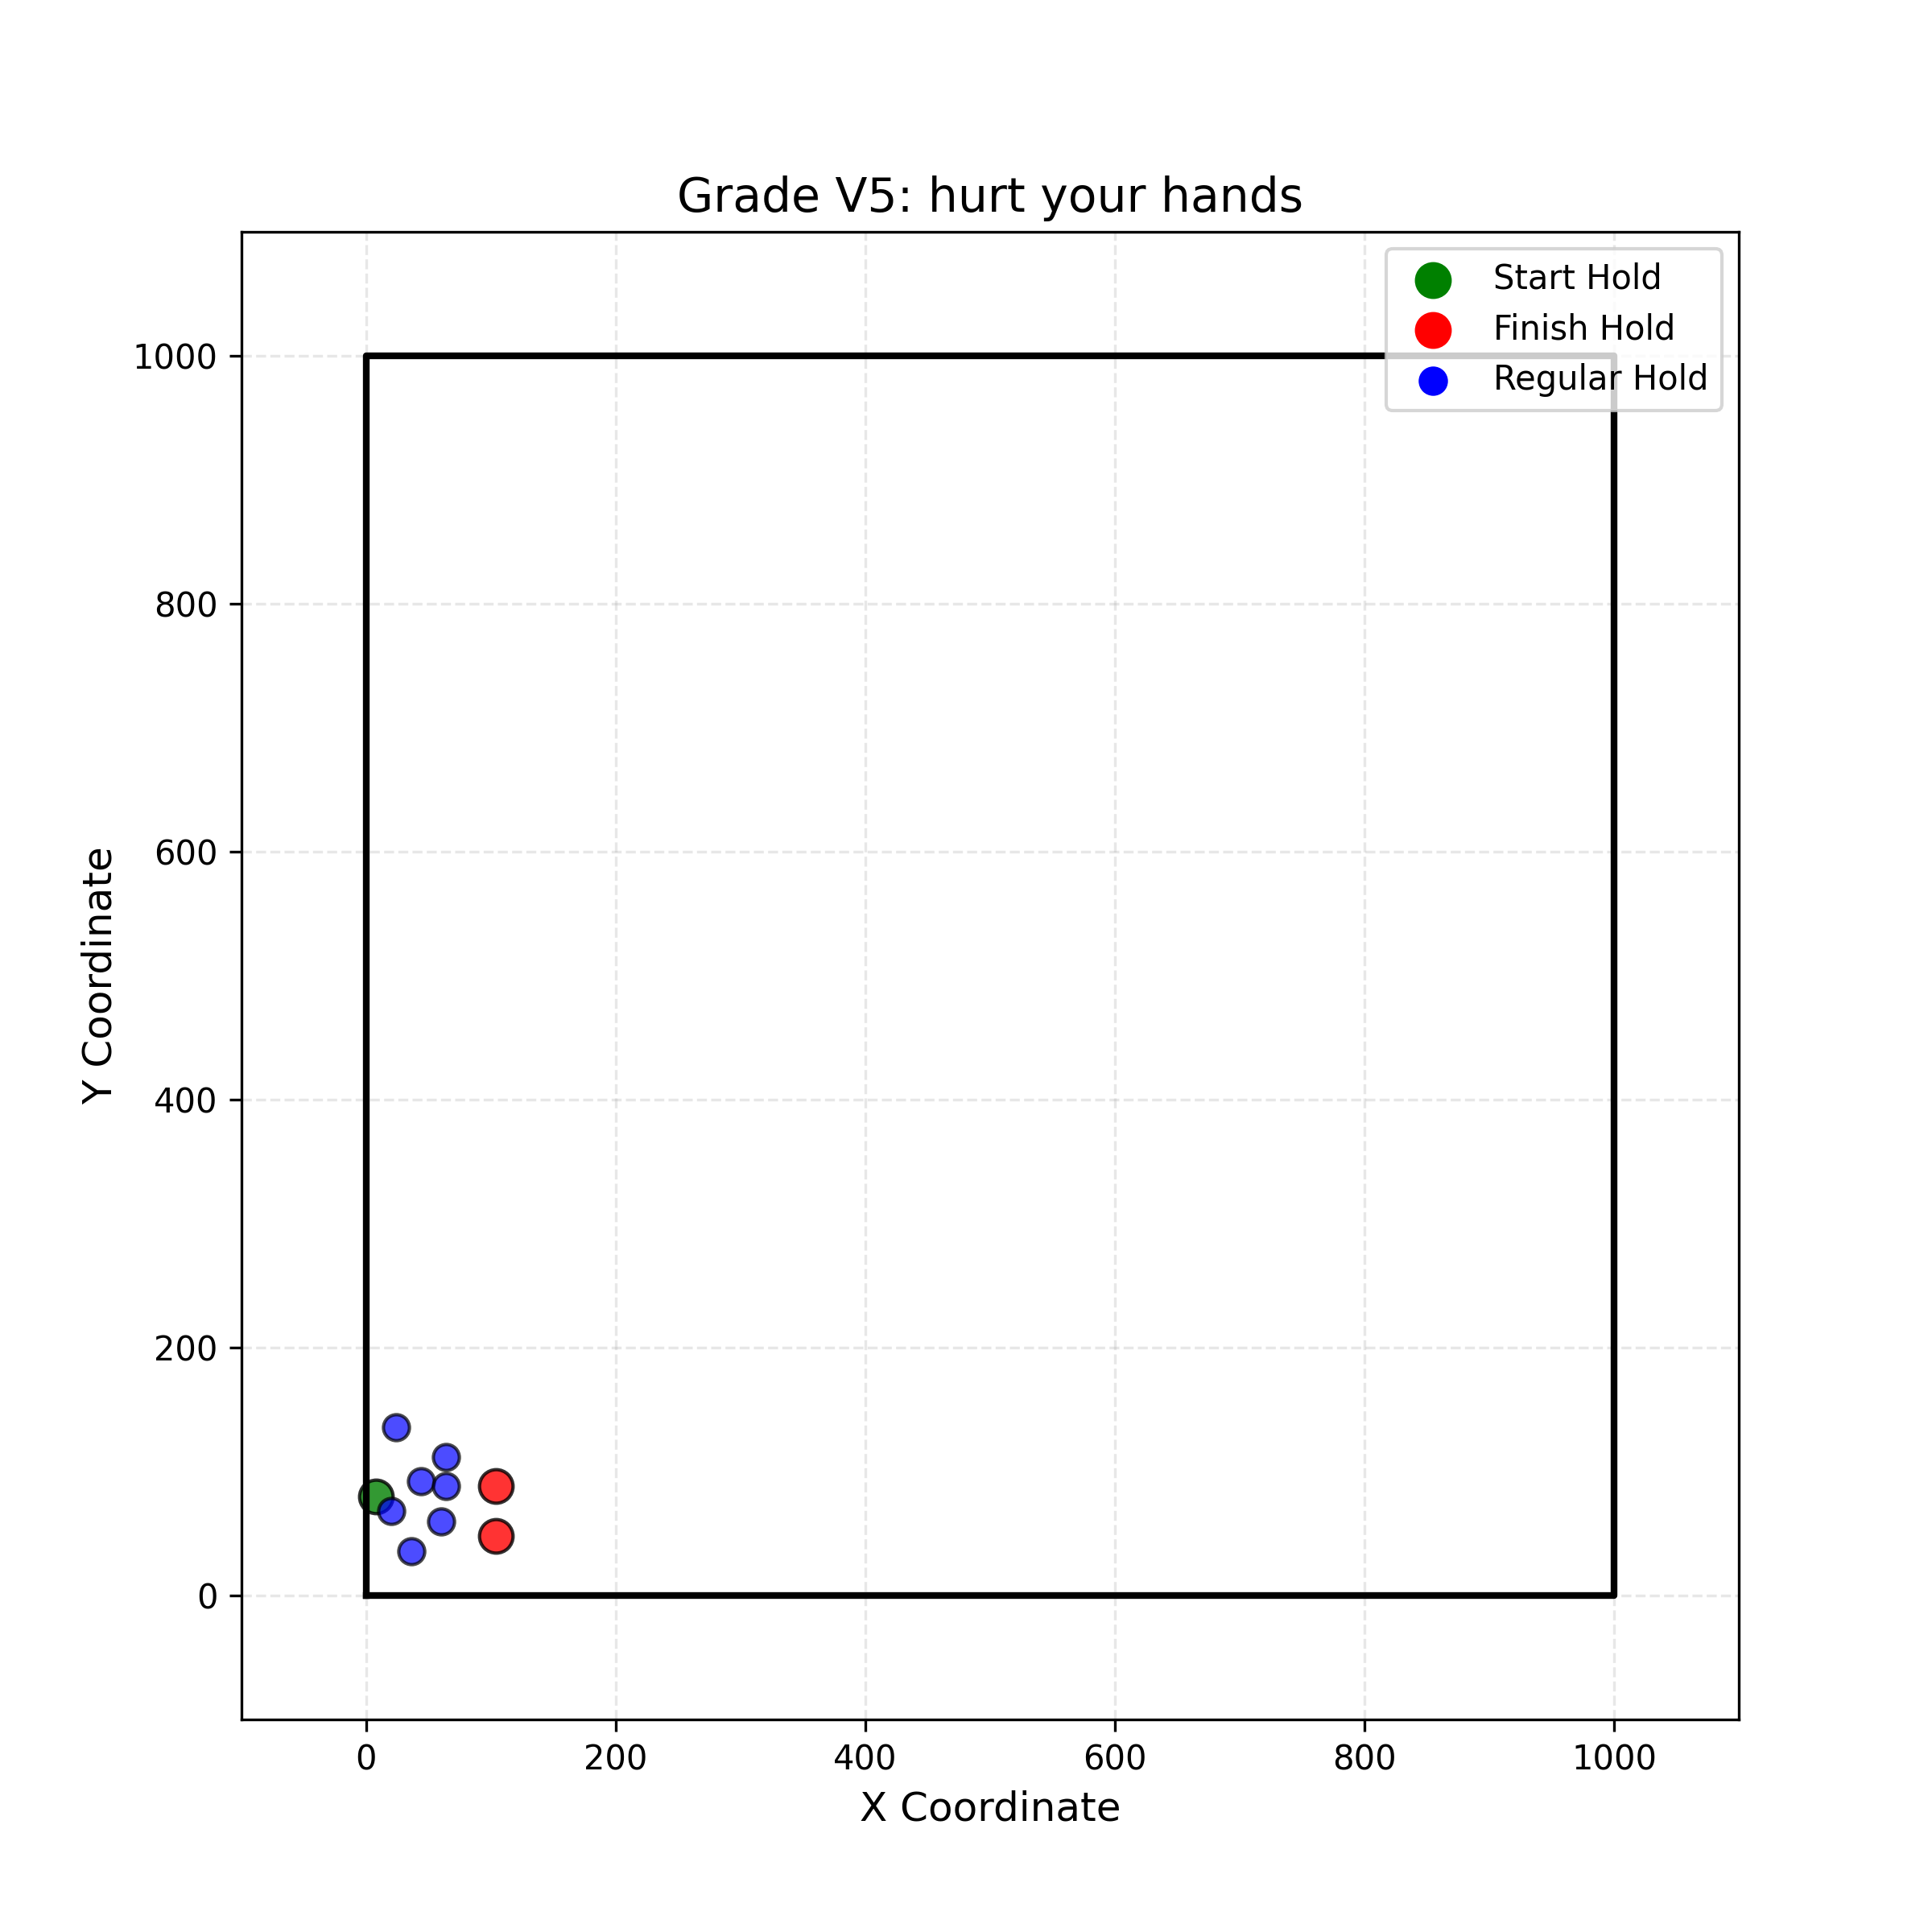 Grade V5: hurt your hands
Start Hold
Finish Hold
Regular Hold
1000
800
600
400
200
0
Y Coordinate
0 200 400 600 800 1000
X Coordinate